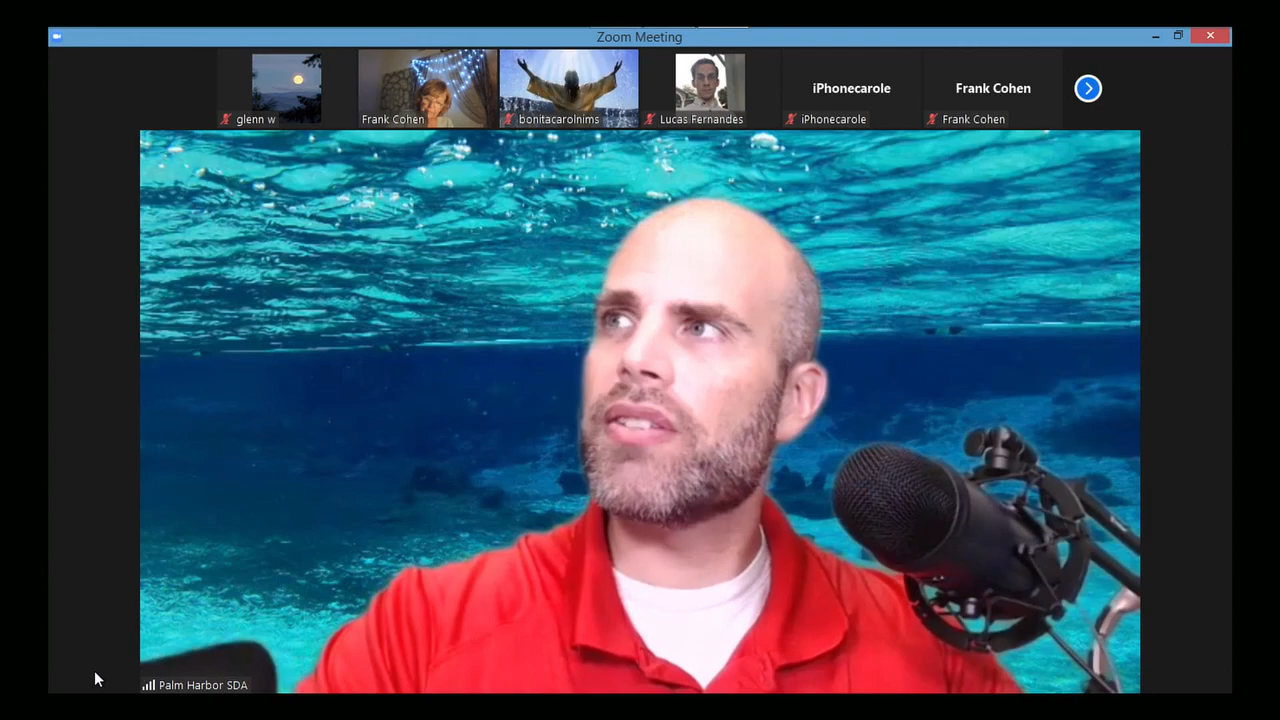 Zoom Meeting
glenn w
Frank Cohen
bonitacarolnims
Lucas Fernandes
iPhonecarole
iPhonecarole
Frank Cohen
Frank Cohen
Palm Harbor SDA